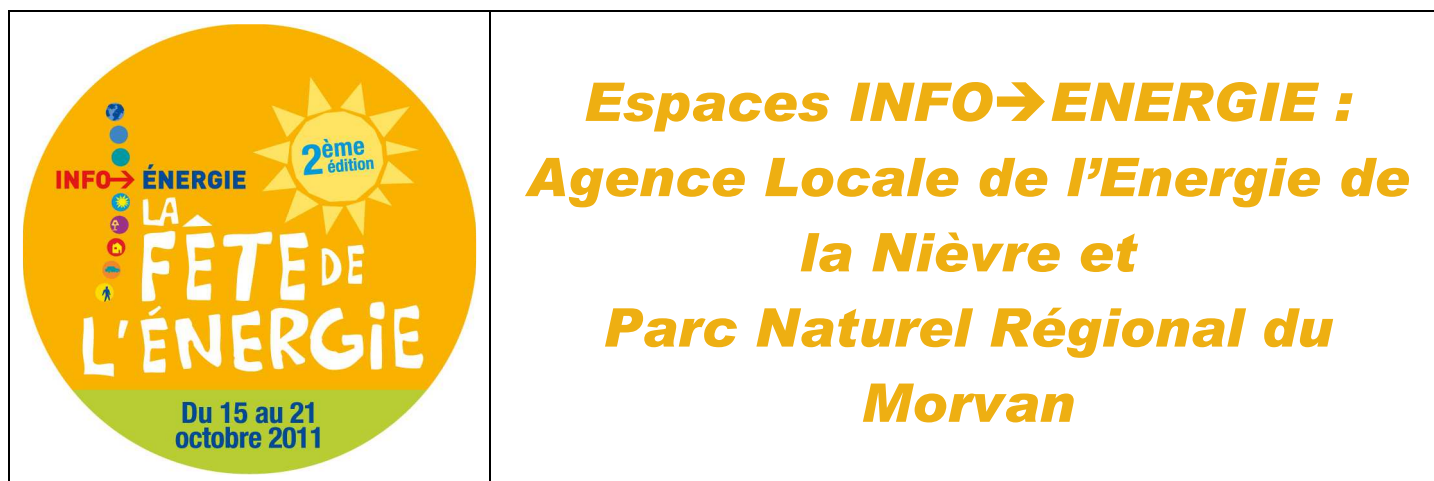 2ème
édition
INFO→ ÉNERGIE
LA
FÊTE DE
L'ÉNERGiE
Du 15 au 21
octobre 2011
Espaces INFO→ENERGIE :
Agence Locale de l’Energie de
la Nièvre et
Parc Naturel Régional du
Morvan